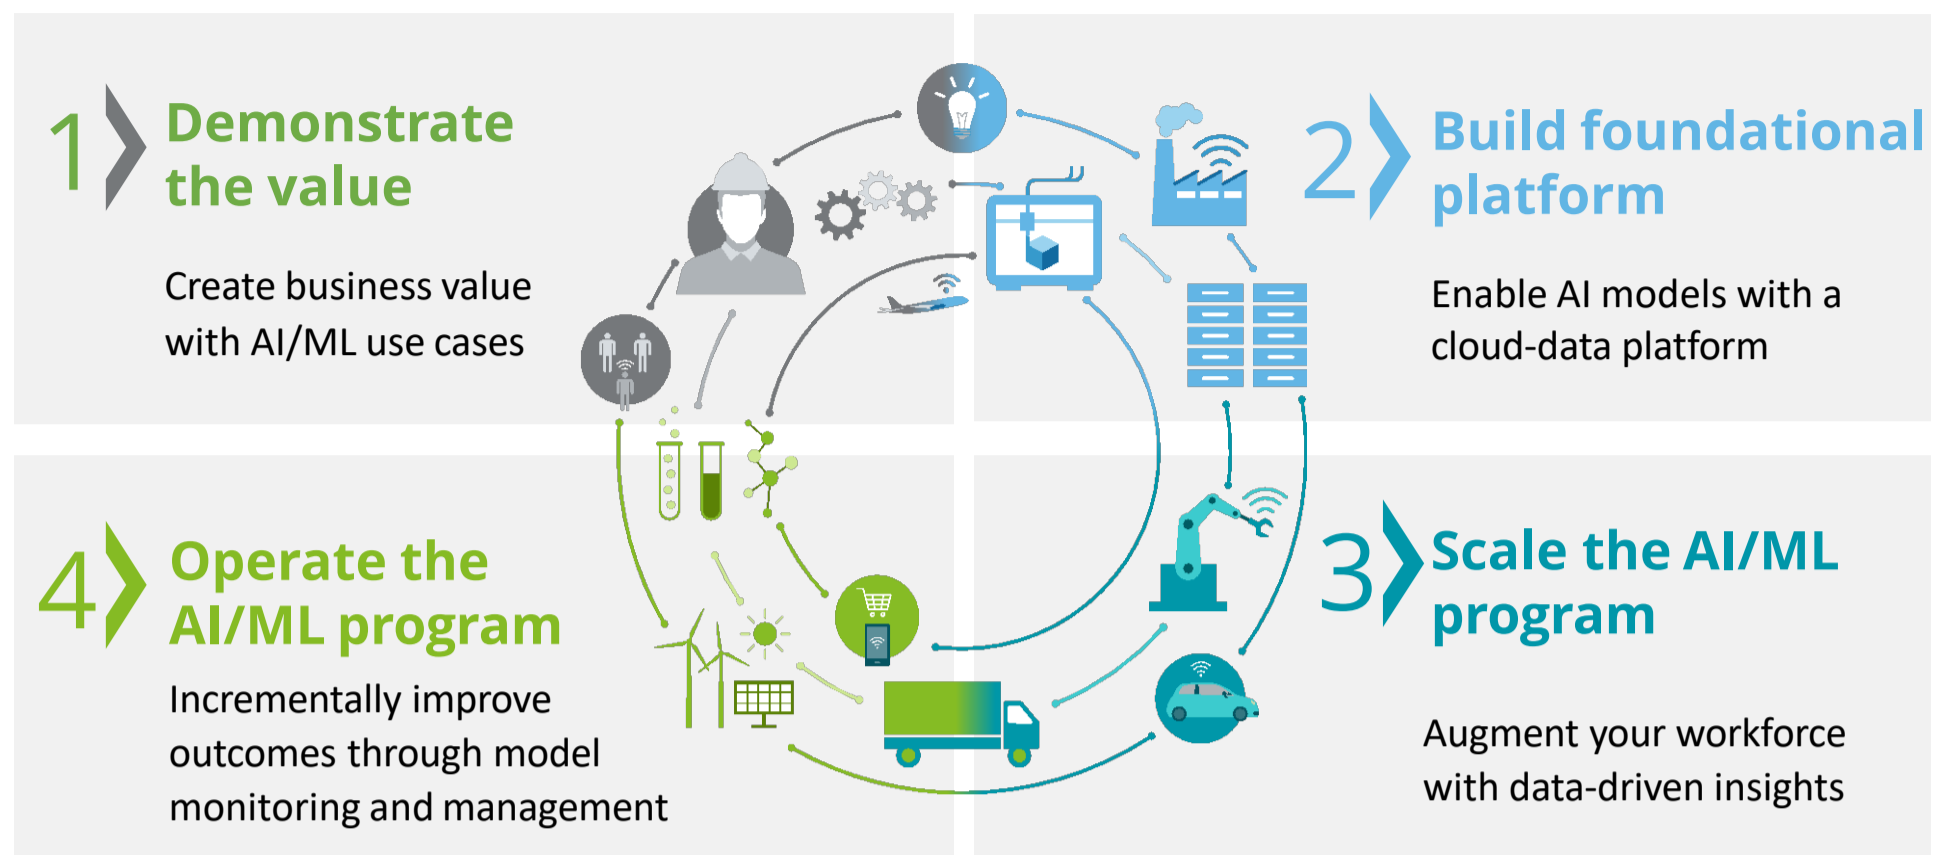 1
Demonstrate
the value
Create business value
with AI/ML use cases
2
Build foundational
platform
Enable AI models with a
cloud-data platform
3
Scale the AI/ML
program
Augment your workforce
with data-driven insights
4
Operate the
AI/ML program
Incrementally improve
outcomes through model
monitoring and management